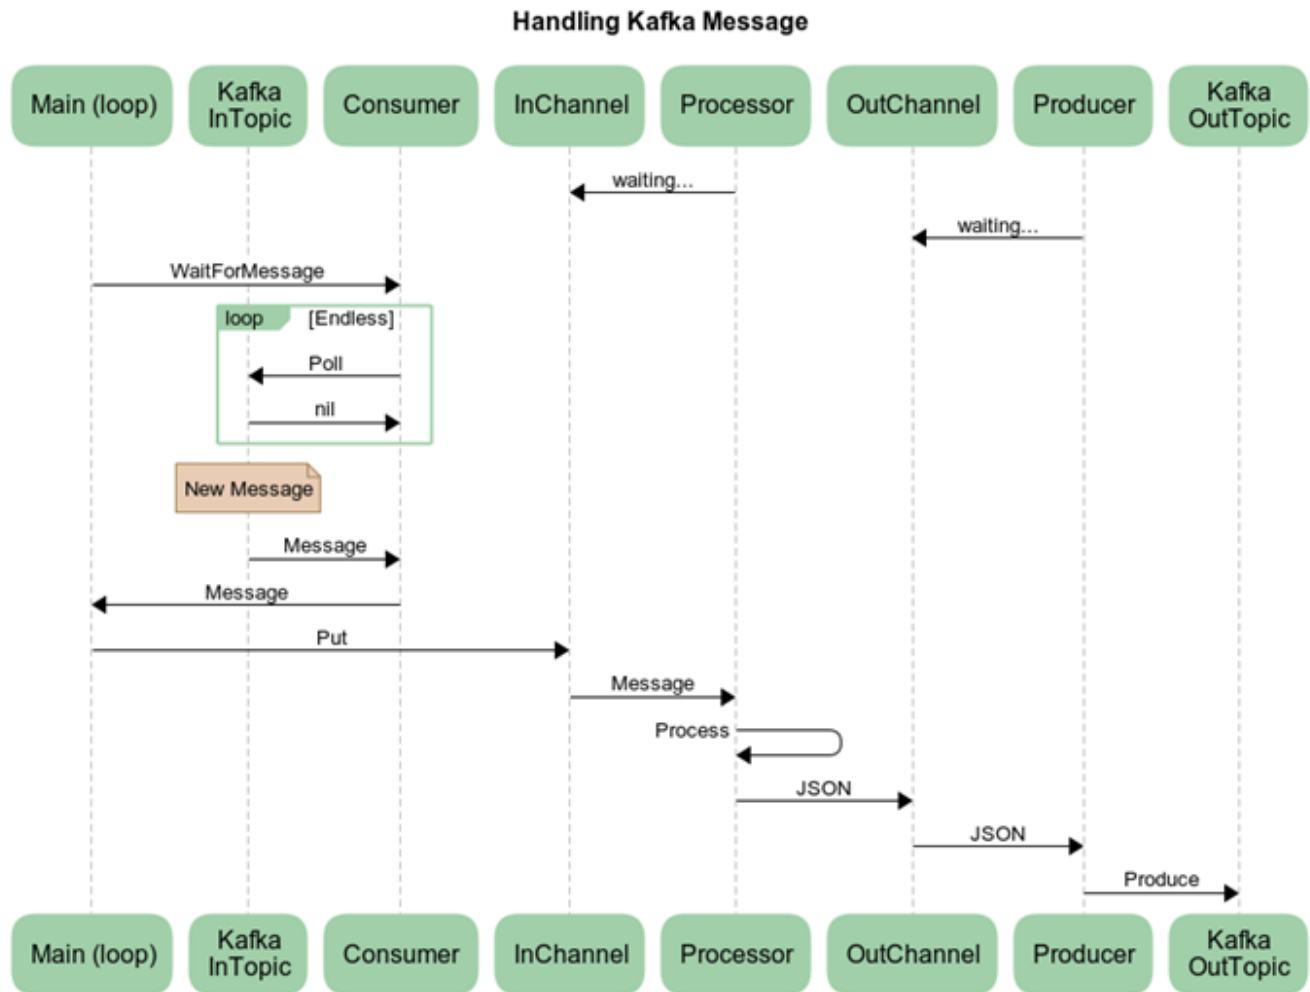 Handling Kafka Message
Main (loop)
Kafka
InTopic
Consumer
InChannel
Processor
OutChannel
Producer
Kafka
OutTopic
waiting...
waiting...
WaitForMessage
loop
[Endless]
Poll
nil
New Message
Message
Message
Put
Message
Process
JSON
JSON
Produce
Main (loop)
Kafka
InTopic
Consumer
InChannel
Processor
OutChannel
Producer
Kafka
OutTopic